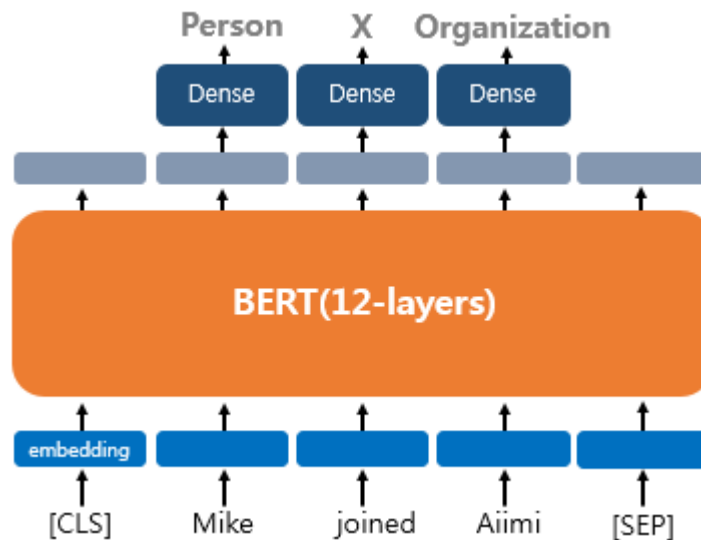 Person X Organization
Dense Dense Dense
BERT(12-layers)
embedding
[CLS] Mike joined Aiimi [SEP]